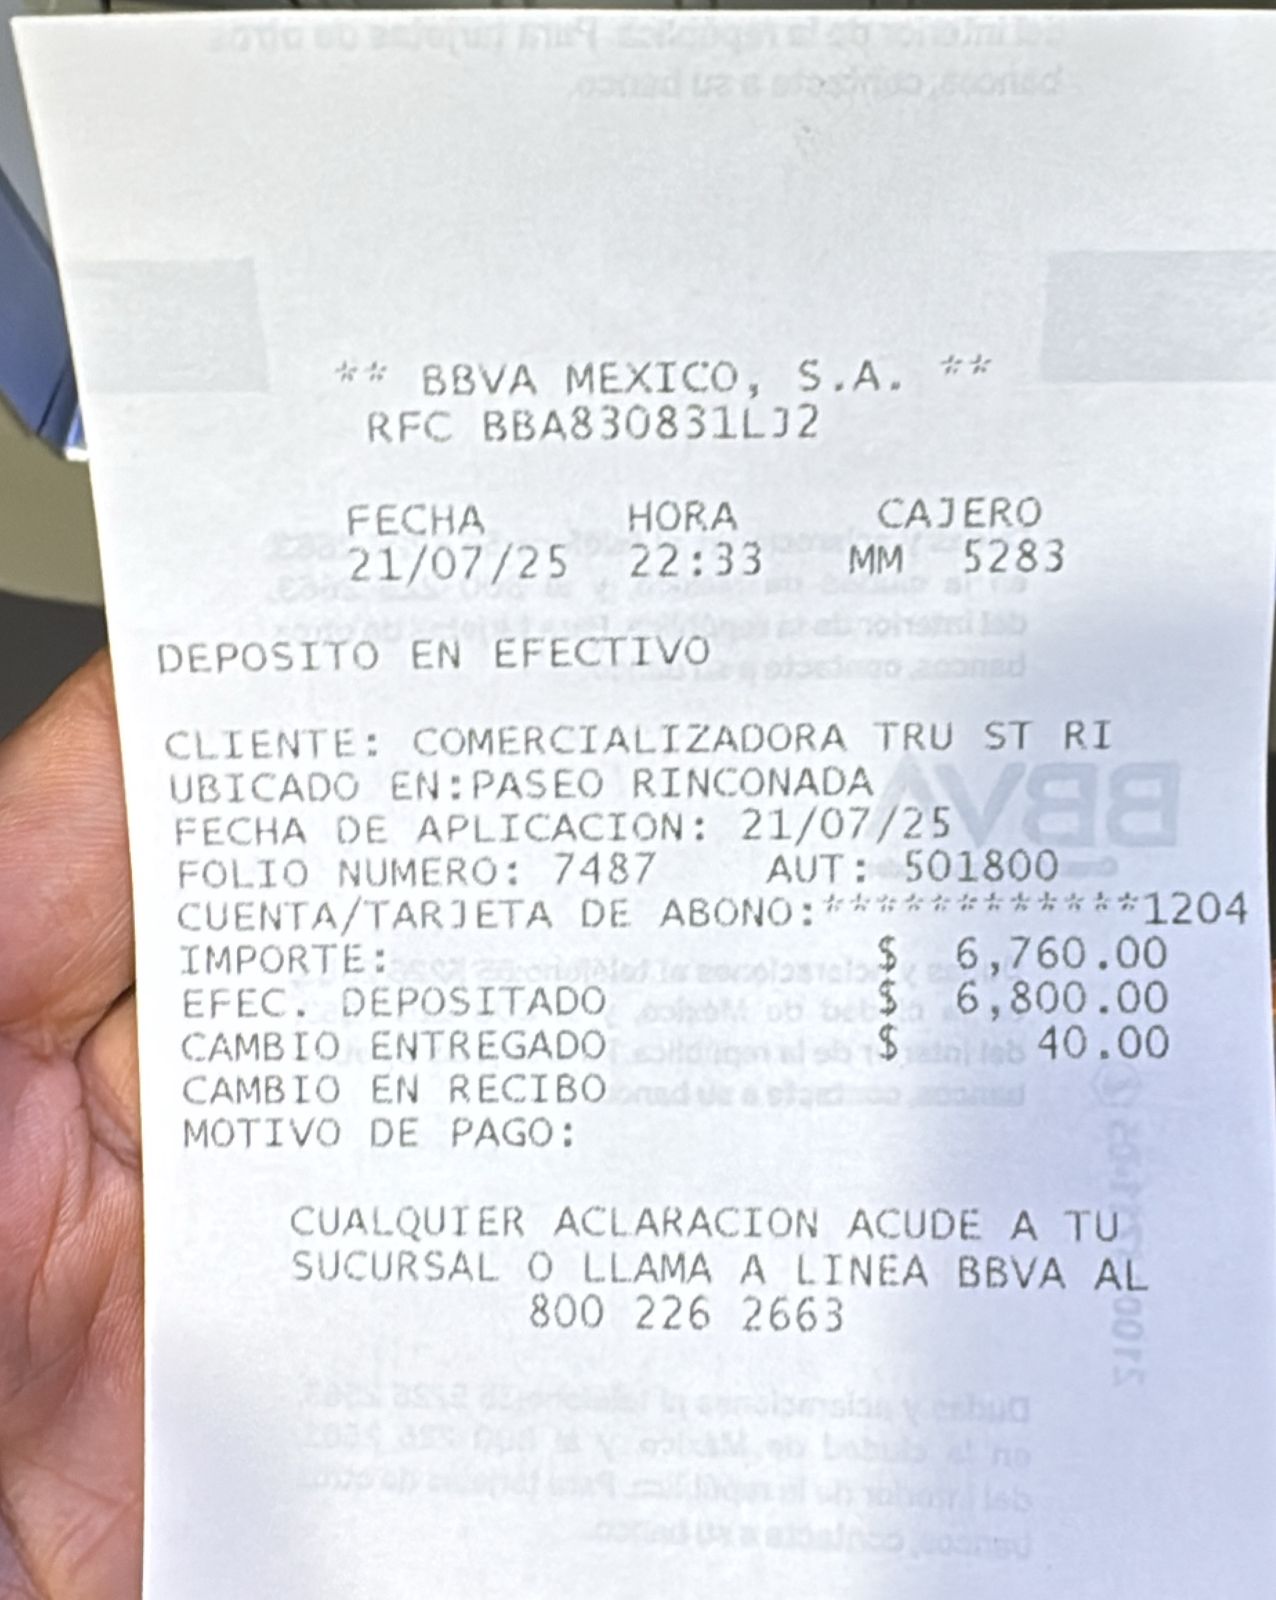 ** BBVA MEXICO, S.A. **
RFC BBA830831LJ2
FECHA HORA CAJERO
21/07/25 22:33 MM 5283
DEPOSITO EN EFECTIVO
CLIENTE: COMERCIALIZADORA TRU ST RI
UBICADO EN:PASEO RINCONADA
FECHA DE APLICACION: 21/07/25
FOLIO NUMERO: 7487 AUT: 501800
CUENTA/TARJETA DE ABONO:************1204
IMPORTE: $ 6,760.00
EFEC. DEPOSITADO $ 6,800.00
CAMBIO ENTREGADO $ 40.00
CAMBIO EN RECIBO
MOTIVO DE PAGO:
CUALQUIER ACLARACION ACUDE A TU
SUCURSAL O LLAMA A LINEA BBVA AL
800 226 2663